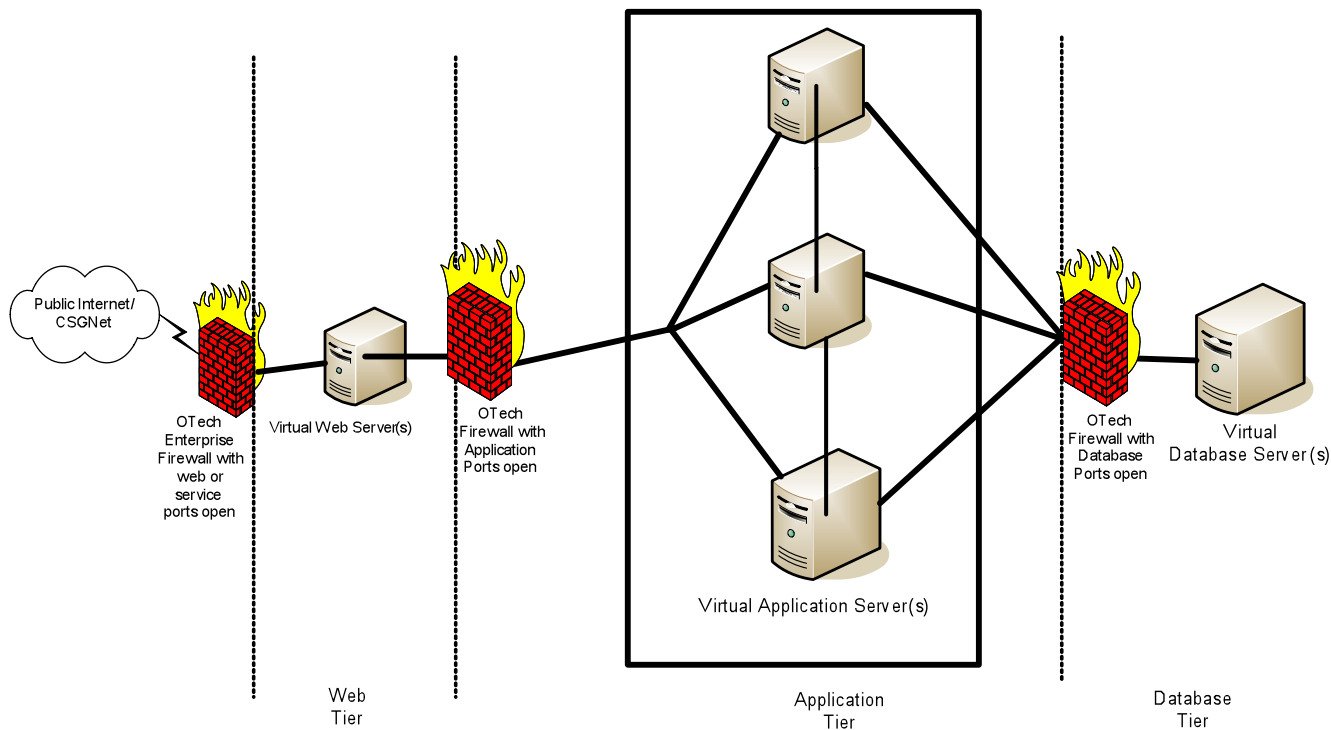 Public Internet/
CSGNet
OTech
Enterprise
Firewall with
web or
service
ports open
Virtual Web Server(s)
OTech
Firewall with
Application
Ports open
Virtual Application Server(s)
OTech
Firewall with
Database
Ports open
Virtual
Database Server(s)
Web
Tier
Application
Tier
Database
Tier